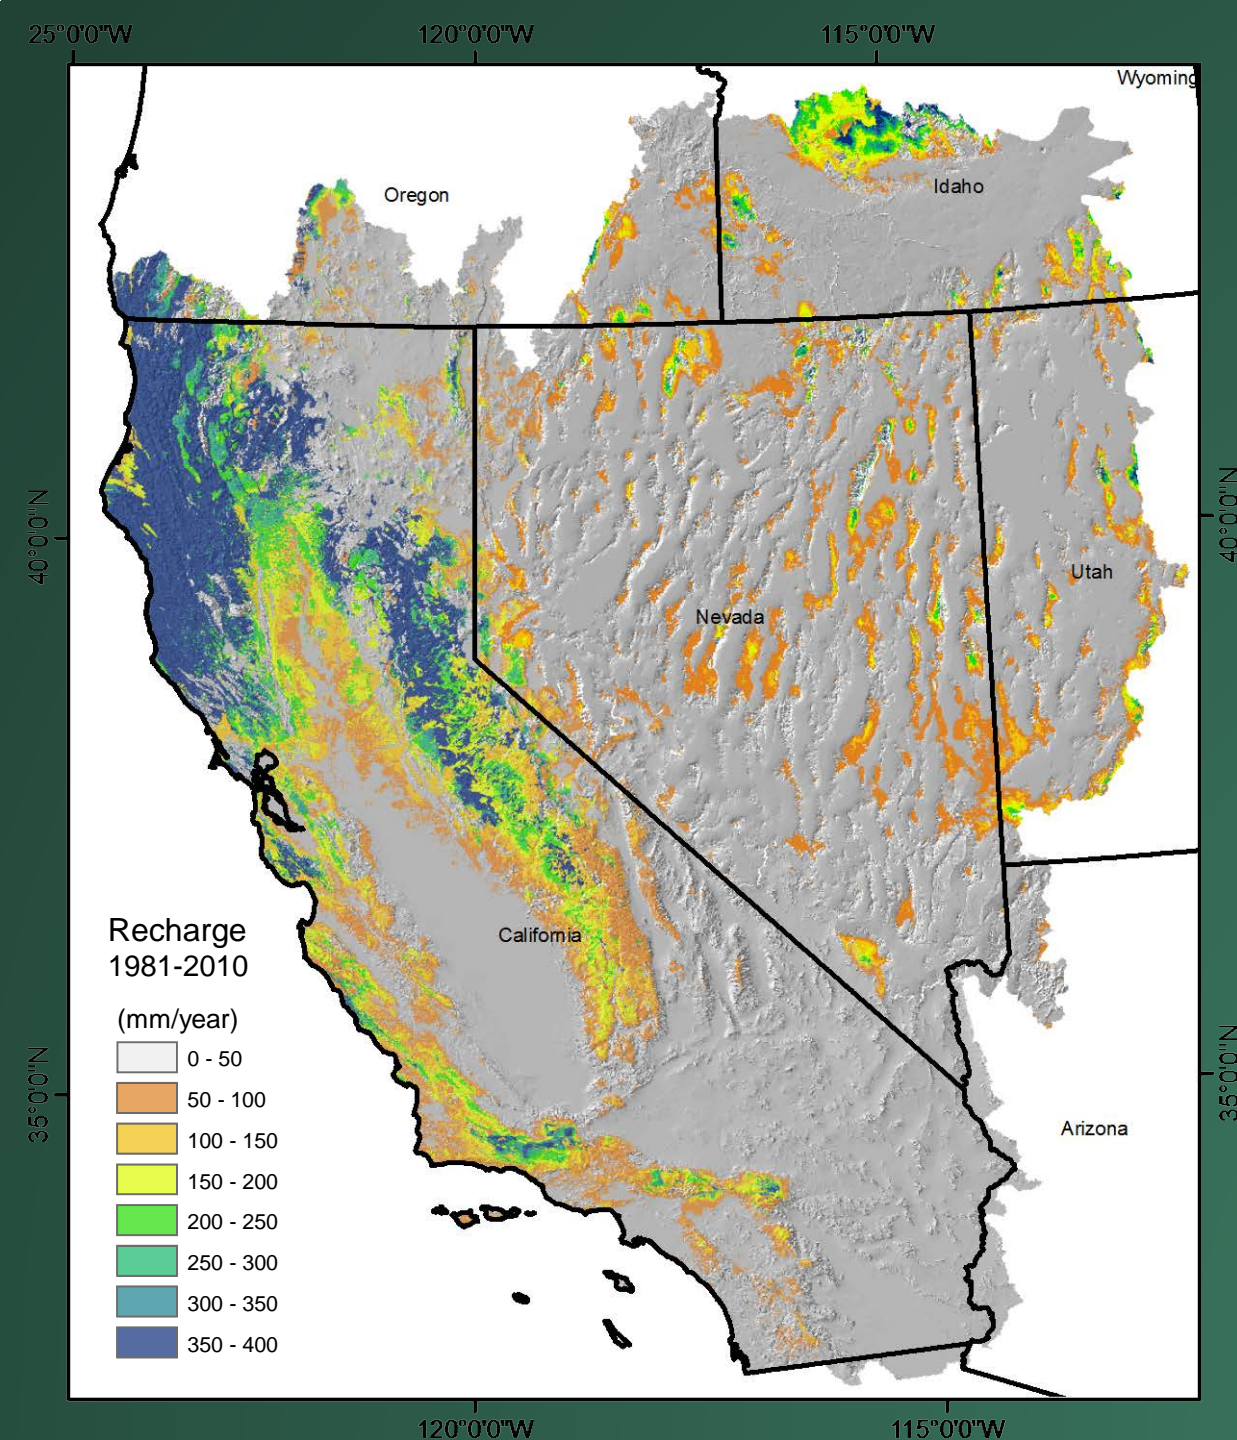 25°0'0"W
120°0'0"W
115°0'0"W
Wyoming
Oregon
Idaho
40°0'0"N
40°0'0"N
Utah
Nevada
California
Recharge
1981-2010
(mm/year)
0 - 50
50 - 100
100 - 150
150 - 200
200 - 250
250 - 300
300 - 350
350 - 400
35°0'0"N
35°0'0"N
Arizona
120°0'0"W
115°0'0"W